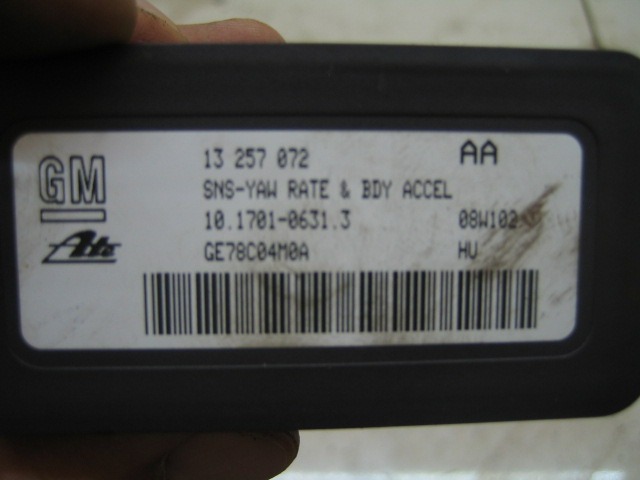 GM
13 257 072 AA
SNS-YAW RATE & BDY ACCEL
10.1701-0631.3 08W102
Ate GE78C04M0A HV